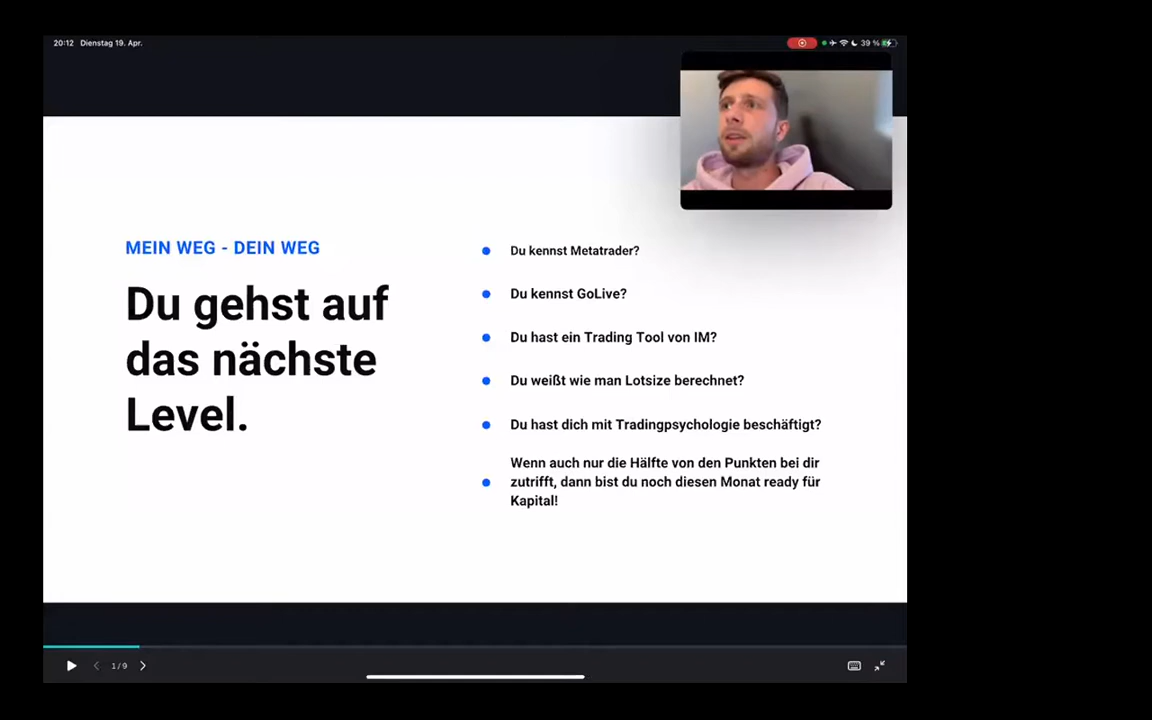 20:12 Dienstag 19. Apr.
39 %
MEIN WEG - DEIN WEG
Du gehst auf
das nächste
Level.
Du kennst Metatrader?
Du kennst GoLive?
Du hast ein Trading Tool von IM?
Du weißt wie man Lotsize berechnet?
Du hast dich mit Tradingpsychologie beschäftigt?
Wenn auch nur die Hälfte von den Punkten bei dir
zutrifft, dann bist du noch diesen Monat ready für
Kapital!
1/9